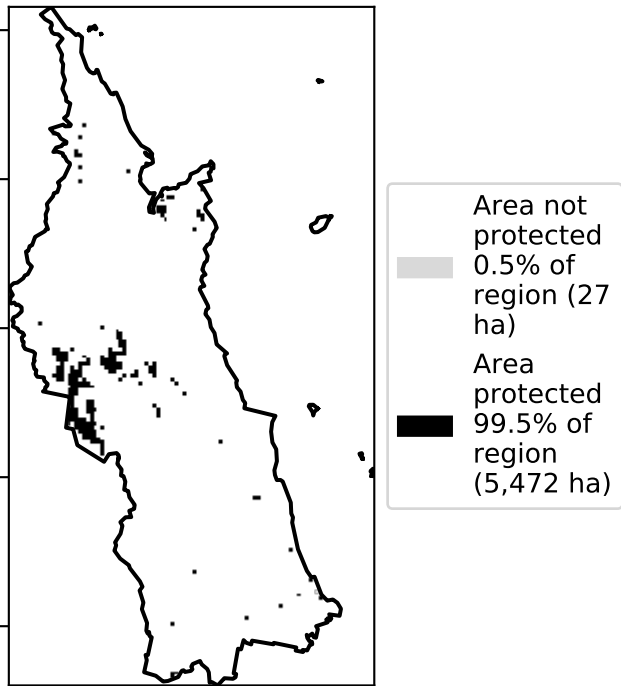 Area not
protected
0.5% of
region (27
ha)
Area
protected
99.5% of
region
(5,472 ha)